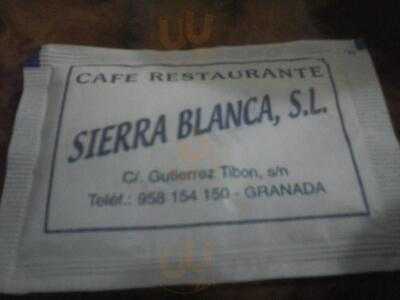 CAFE RESTAURANTE
SIERRA BLANCA, S.L.
C/. Gutierrez Tibon, s/n
Teléf.: 958 154 150 - GRANADA